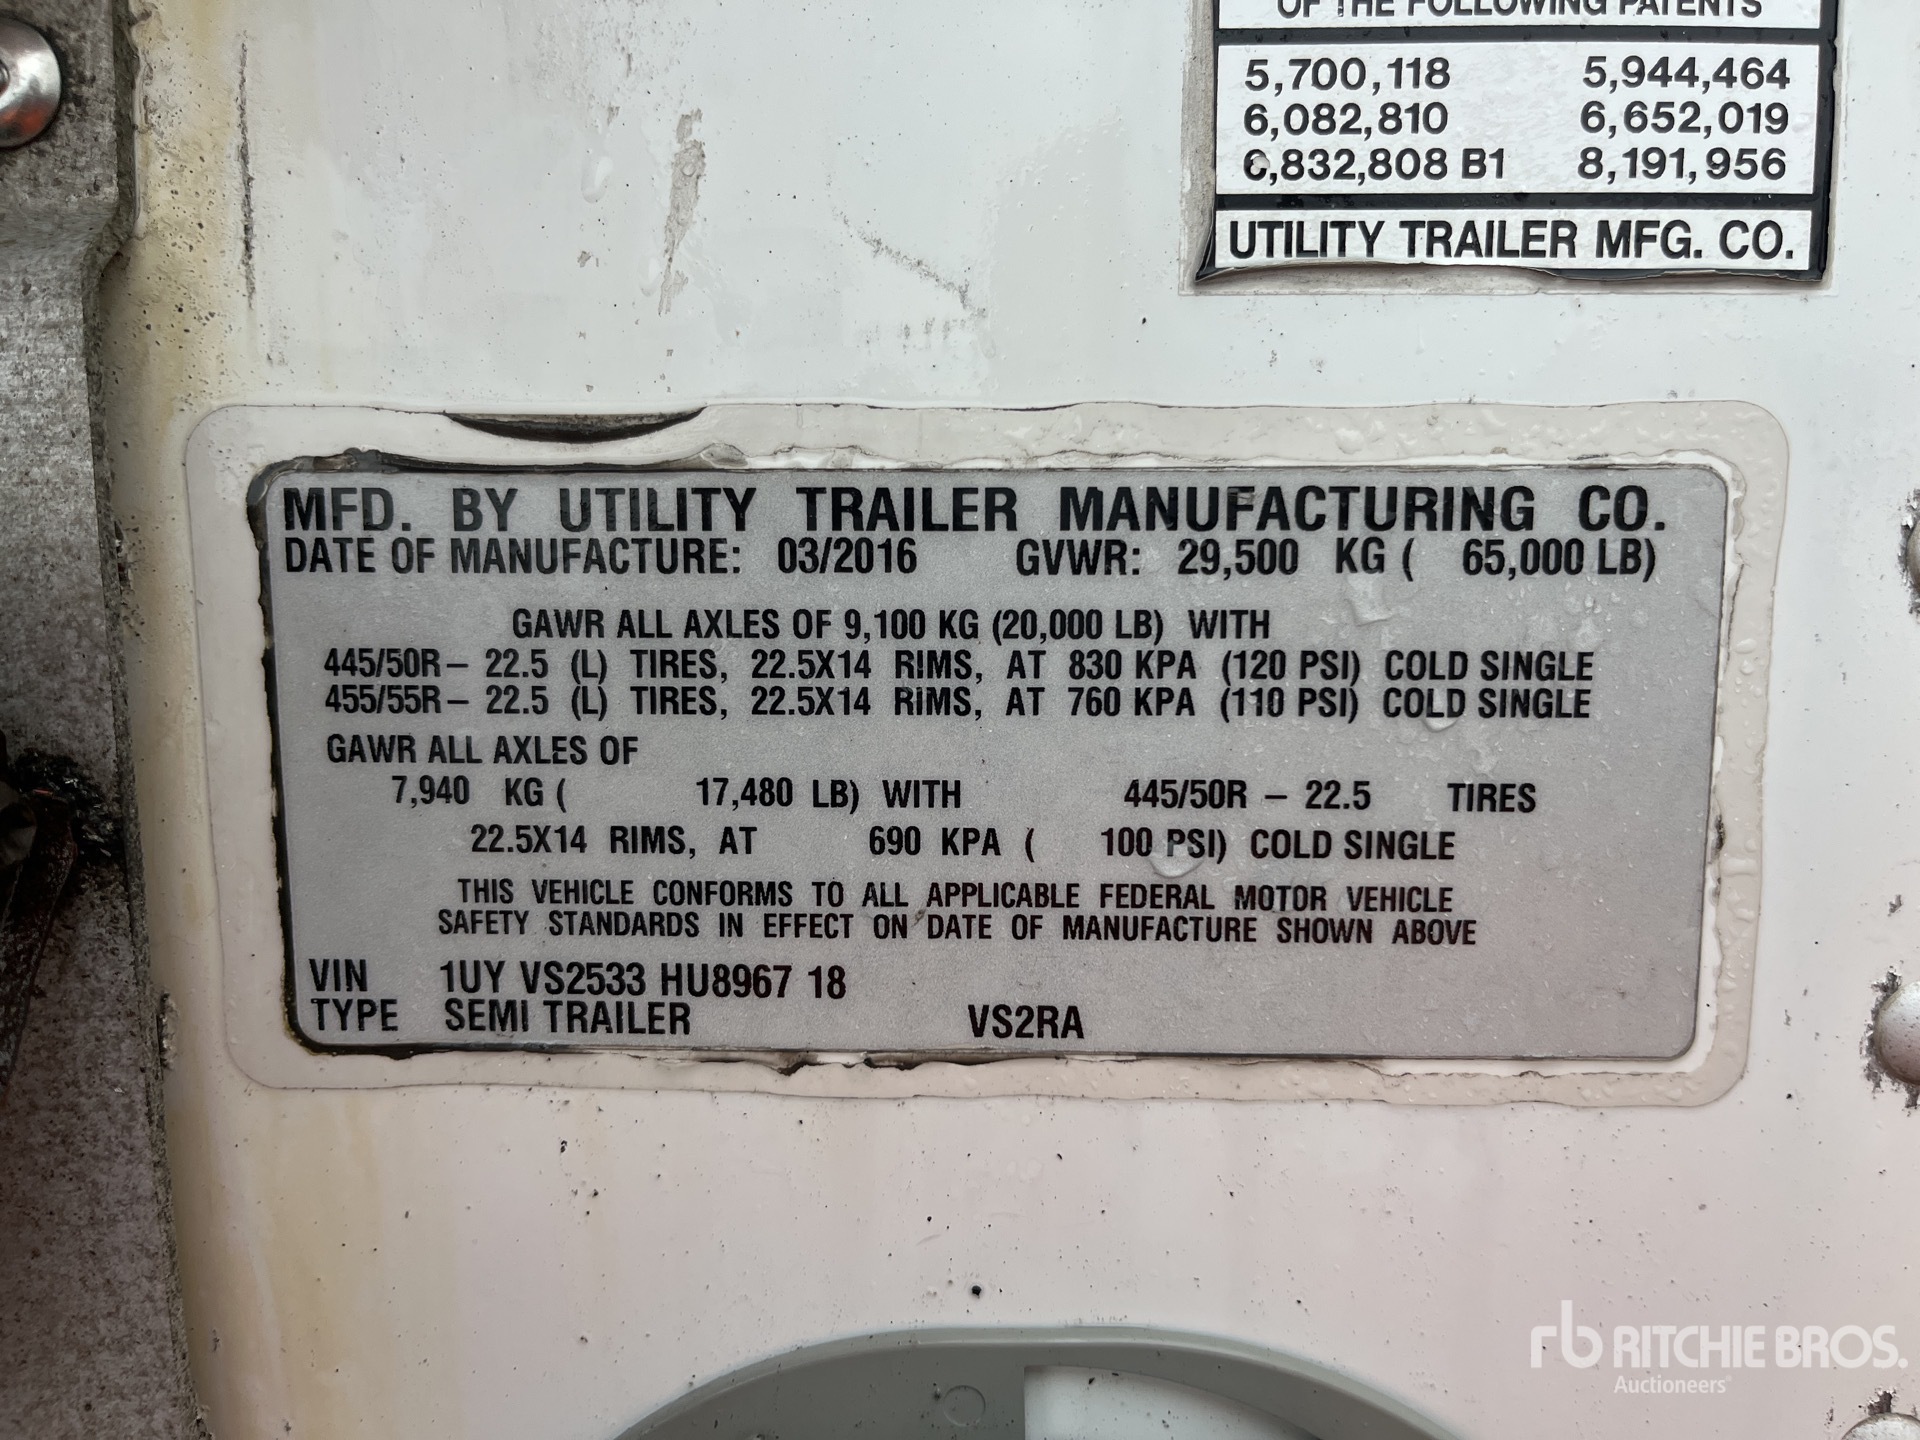 OF THE FOLLOWING PATENTS
5,700,118 5,944,464
6,082,810 6,652,019
6,832,808 B1 8,191,956
UTILITY TRAILER MFG. CO.
MFD. BY UTILITY TRAILER MANUFACTURING CO.
DATE OF MANUFACTURE: 03/2016 GVWR: 29,500 KG ( 65,000 LB)
GAWR ALL AXLES OF 9,100 KG (20,000 LB) WITH
445/50R – 22.5 (L) TIRES, 22.5X14 RIMS, AT 830 KPA (120 PSI) COLD SINGLE
455/55R – 22.5 (L) TIRES, 22.5X14 RIMS, AT 760 KPA (110 PSI) COLD SINGLE
GAWR ALL AXLES OF
7,940 KG ( 17,480 LB) WITH 445/50R – 22.5 TIRES
22.5X14 RIMS, AT 690 KPA ( 100 PSI) COLD SINGLE
THIS VEHICLE CONFORMS TO ALL APPLICABLE FEDERAL MOTOR VEHICLE
SAFETY STANDARDS IN EFFECT ON DATE OF MANUFACTURE SHOWN ABOVE
VIN 1UY VS2533 HU8967 18
TYPE SEMI TRAILER VS2RA
rb RITCHIE BROS.
Auctioneers